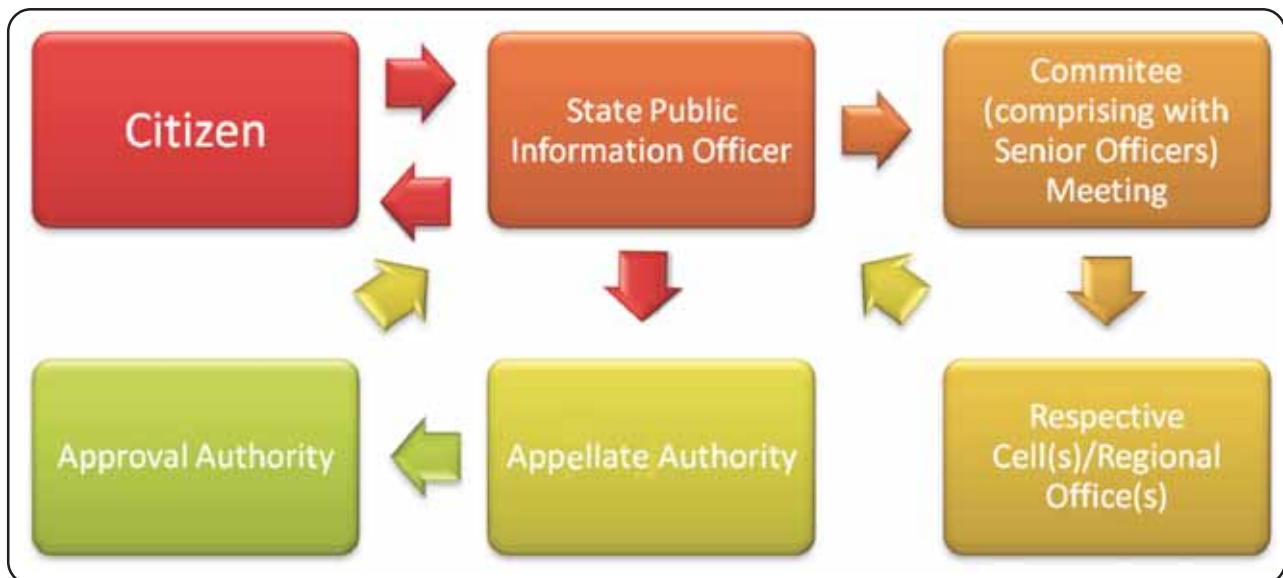 Citizen
State Public
Information Officer
Commitee
(comprising with
Senior Officers)
Meeting
Approval Authority
Appellate Authority
Respective
Cell(s)/Regional
Office(s)